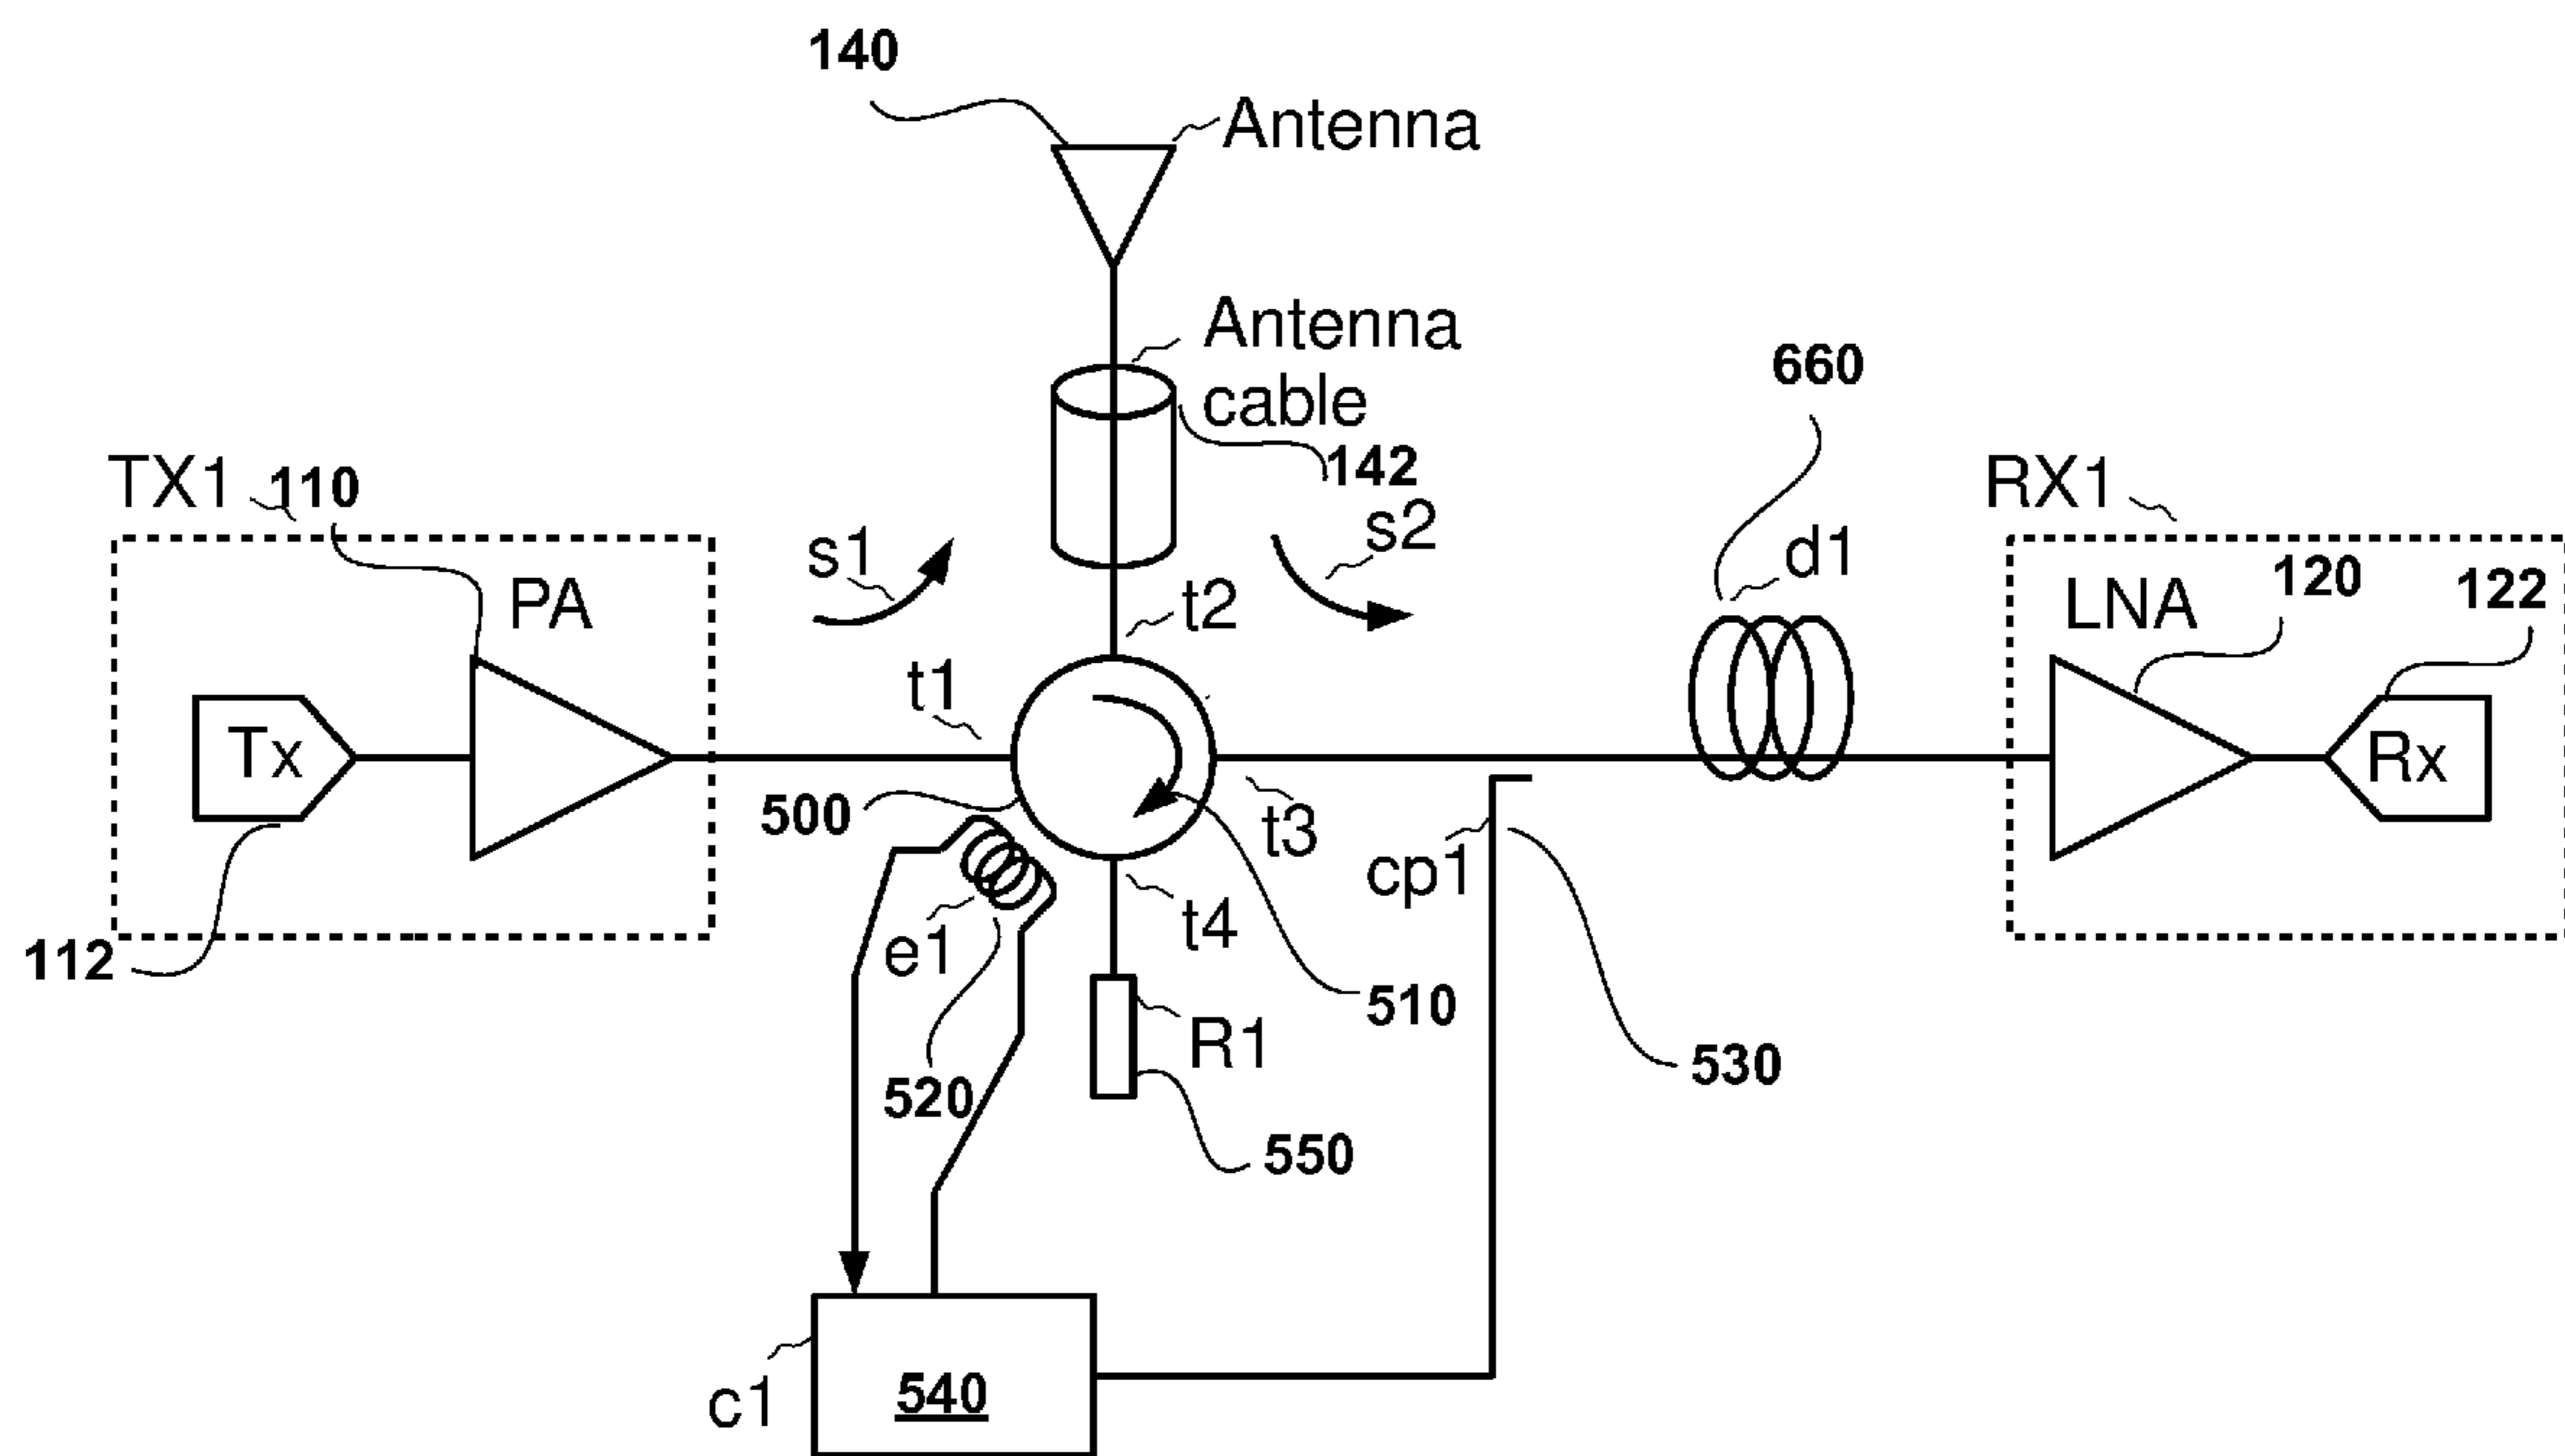 140
Antenna
Antenna
cable
142
660
TX1
110
s1
s2
d1
RX1
PA
LNA
120
122
t2
t1
Tx
Rx
500
t3
cp1
t4
e1
112
510
R1
520
530
550
c1
540